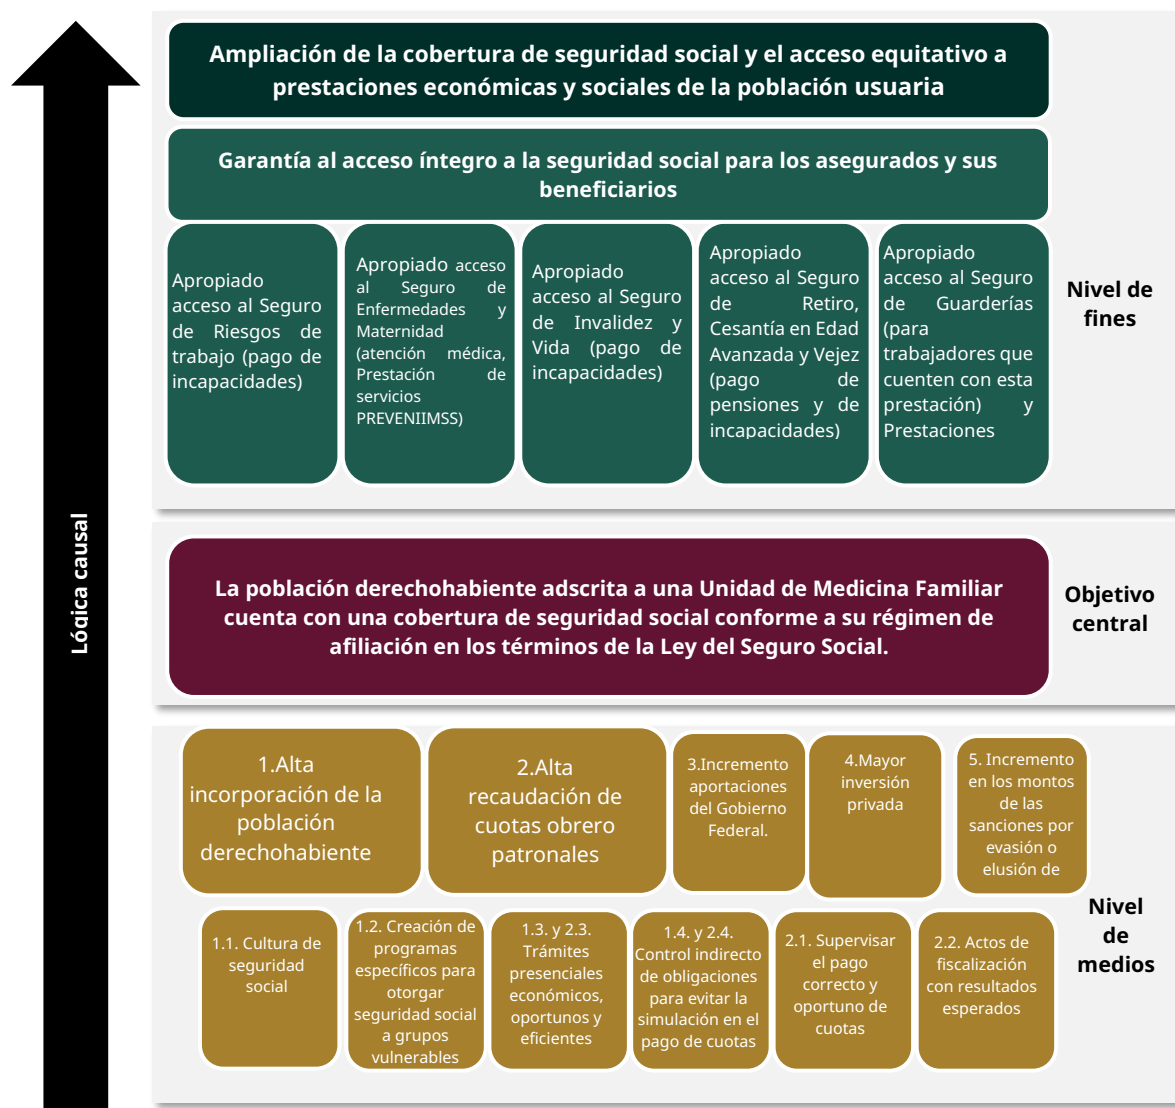 Ampliación de la cobertura de seguridad social y el acceso equitativo a
prestaciones económicas y sociales de la población usuaria
Garantía al acceso íntegro a la seguridad social para los asegurados y sus
beneficiarios
Apropiado
acceso al Seguro
de Riesgos de
trabajo (pago de
incapacidades)
Apropiado acceso
al Seguro de
Enfermedades y
Maternidad
(atención médica,
Prestación de
servicios
PREVENIIMSS)
Apropiado
acceso al Seguro
de Invalidez y
Vida (pago de
incapacidades)
Apropiado
acceso al Seguro
de Retiro,
Cesantía en Edad
Avanzada y Vejez
(pago de
pensiones y de
incapacidades)
Apropiado
acceso al Seguro
de Guarderías
(para
trabajadores que
cuenten con esta
prestación) y
Prestaciones
Nivel de
fines
Lógica causal
La población derechohabiente adscrita a una Unidad de Medicina Familiar
cuenta con una cobertura de seguridad social conforme a su régimen de
afiliación en los términos de la Ley del Seguro Social.
Objetivo
central
1.Alta
incorporación de la
población
derechohabiente
2.Alta
recaudación de
cuotas obrero
patronales
3.Incremento
aportaciones
del Gobierno
Federal.
4.Mayor
inversión
privada
5. Incremento
en los montos
de las
sanciones por
evasión o
elusión de
1.1. Cultura de
seguridad
social
1.2. Creación de
programas
específicos para
otorgar
seguridad social
a grupos
vulnerables
1.3. y 2.3.
Trámites
presenciales
económicos,
oportunos y
eficientes
1.4. y 2.4.
Control indirecto
de obligaciones
para evitar la
simulación en el
pago de cuotas
2.1. Supervisar
el pago
correcto y
oportuno de
cuotas
2.2. Actos de
fiscalización
con resultados
esperados
Nivel
de
medios